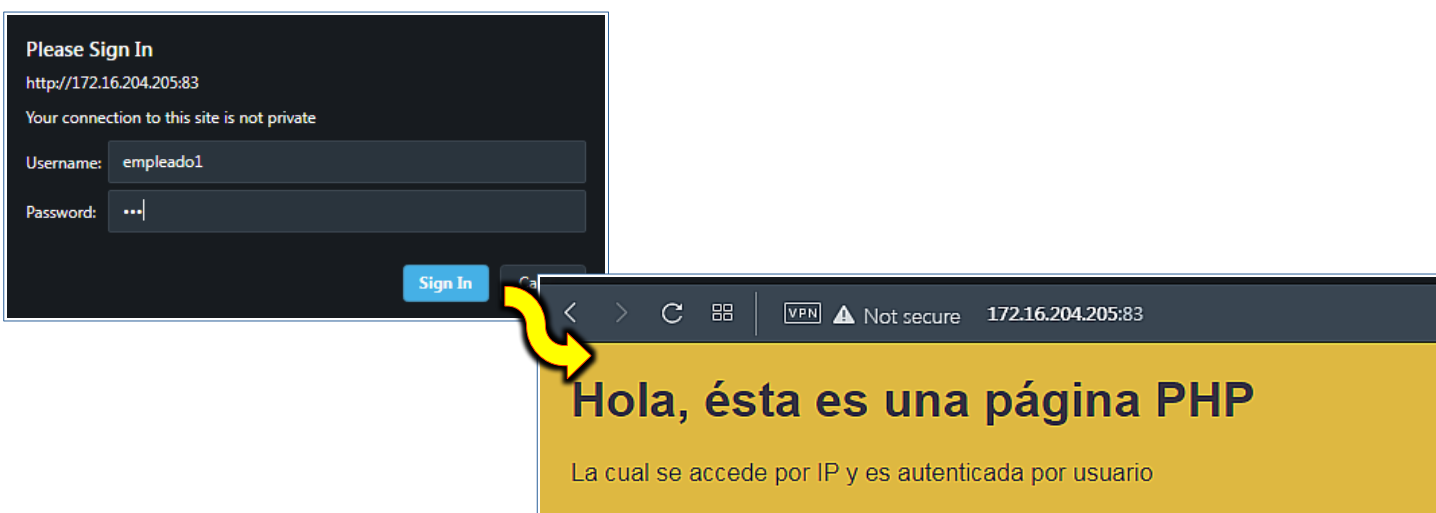 Please Sign In
http://172.16.204.205:83
Your connection to this site is not private
Username: empleado1
Password: •••
Sign In
VPN Not secure 172.16.204.205:83
Hola, ésta es una página PHP
La cual se accede por IP y es autenticada por usuario